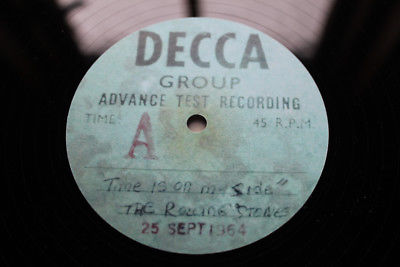 DECCA
GROUP
ADVANCE TEST RECORDING
TIME: 45 R.P.M.
A
"Time is on my Side"
THE ROLLING STONES
25 SEPT 1964